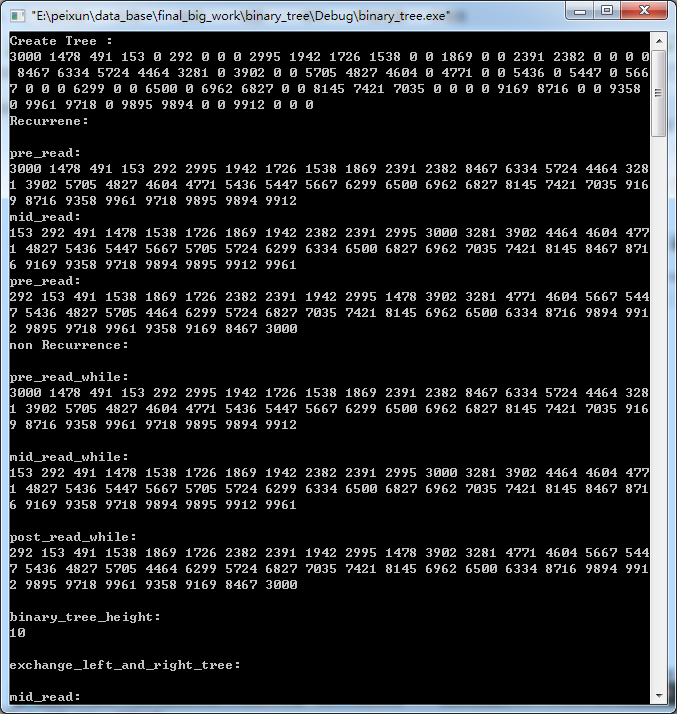 "E:\peixun\data_base\final_big_work\binary_tree\Debug\binary_tree.exe"
Create Tree :
3000 1478 491 153 0 292 0 0 0 2995 1942 1726 1538 0 0 1869 0 0 2391 2382 0 0 0 0
 8467 6334 5724 4464 3281 0 3902 0 0 5705 4827 4604 0 4771 0 0 5436 0 5447 0 566
7 0 0 0 6299 0 0 6500 0 6962 6827 0 0 8145 7421 7035 0 0 0 0 9169 8716 0 0 9358
0 9961 9718 0 9895 9894 0 0 9912 0 0 0
Recurrene:

pre_read:
3000 1478 491 153 292 2995 1942 1726 1538 1869 2391 2382 8467 6334 5724 4464 328
1 3902 5705 4827 4604 4771 5436 5447 5667 6299 6500 6962 6827 8145 7421 7035 916
9 8716 9358 9961 9718 9895 9894 9912
mid_read:
153 292 491 1478 1538 1726 1869 1942 2382 2391 2995 3000 3281 3902 4464 4604 477
1 4827 5436 5447 5667 5705 5724 6299 6334 6500 6827 6962 7035 7421 8145 8467 871
6 9169 9358 9718 9894 9895 9912 9961
pre_read:
292 153 491 1538 1869 1726 2382 2391 1942 2995 1478 3902 3281 4771 4604 5667 544
7 5436 4827 5705 4464 6299 5724 6827 7035 7421 8145 6962 6500 6334 8716 9894 991
2 9895 9718 9961 9358 9169 8467 3000
non Recurrence:

pre_read_while:
3000 1478 491 153 292 2995 1942 1726 1538 1869 2391 2382 8467 6334 5724 4464 328
1 3902 5705 4827 4604 4771 5436 5447 5667 6299 6500 6962 6827 8145 7421 7035 916
9 8716 9358 9961 9718 9895 9894 9912

mid_read_while:
153 292 491 1478 1538 1726 1869 1942 2382 2391 2995 3000 3281 3902 4464 4604 477
1 4827 5436 5447 5667 5705 5724 6299 6334 6500 6827 6962 7035 7421 8145 8467 871
6 9169 9358 9718 9894 9895 9912 9961

post_read_while:
292 153 491 1538 1869 1726 2382 2391 1942 2995 1478 3902 3281 4771 4604 5667 544
7 5436 4827 5705 4464 6299 5724 6827 7035 7421 8145 6962 6500 6334 8716 9894 991
2 9895 9718 9961 9358 9169 8467 3000

binary_tree_height:
10

exchange_left_and_right_tree:

mid_read: